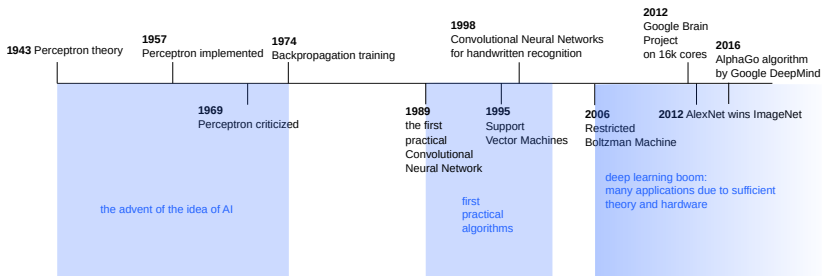 1943 Perceptron theory
1957
Perceptron implemented
1974
Backpropagation training
1998
Convolutional Neural Networks
for handwritten recognition
2012
Google Brain
Project
on 16k cores
2016
AlphaGo algorithm
by Google DeepMind
1969
Perceptron criticized
1989
the first
practical
Convolutional
Neural Network
1995
Support
Vector Machines
2006
Restricted
Boltzman Machine
2012 AlexNet wins ImageNet
the advent of the idea of AI
first
practical
algorithms
deep learning boom:
many applications due to sufficient
theory and hardware